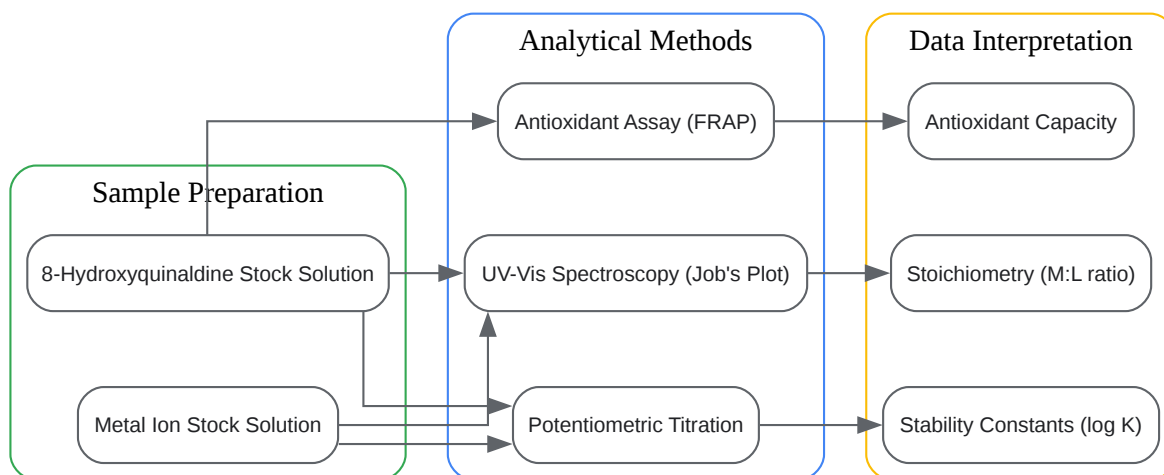 Analytical Methods
Data Interpretation
Antioxidant Assay (FRAP)
Antioxidant Capacity
Sample Preparation
8-Hydroxyquinaldine Stock Solution
UV-Vis Spectroscopy (Job's Plot)
Stoichiometry (M:L ratio)
Metal Ion Stock Solution
Potentiometric Titration
Stability Constants (log K)